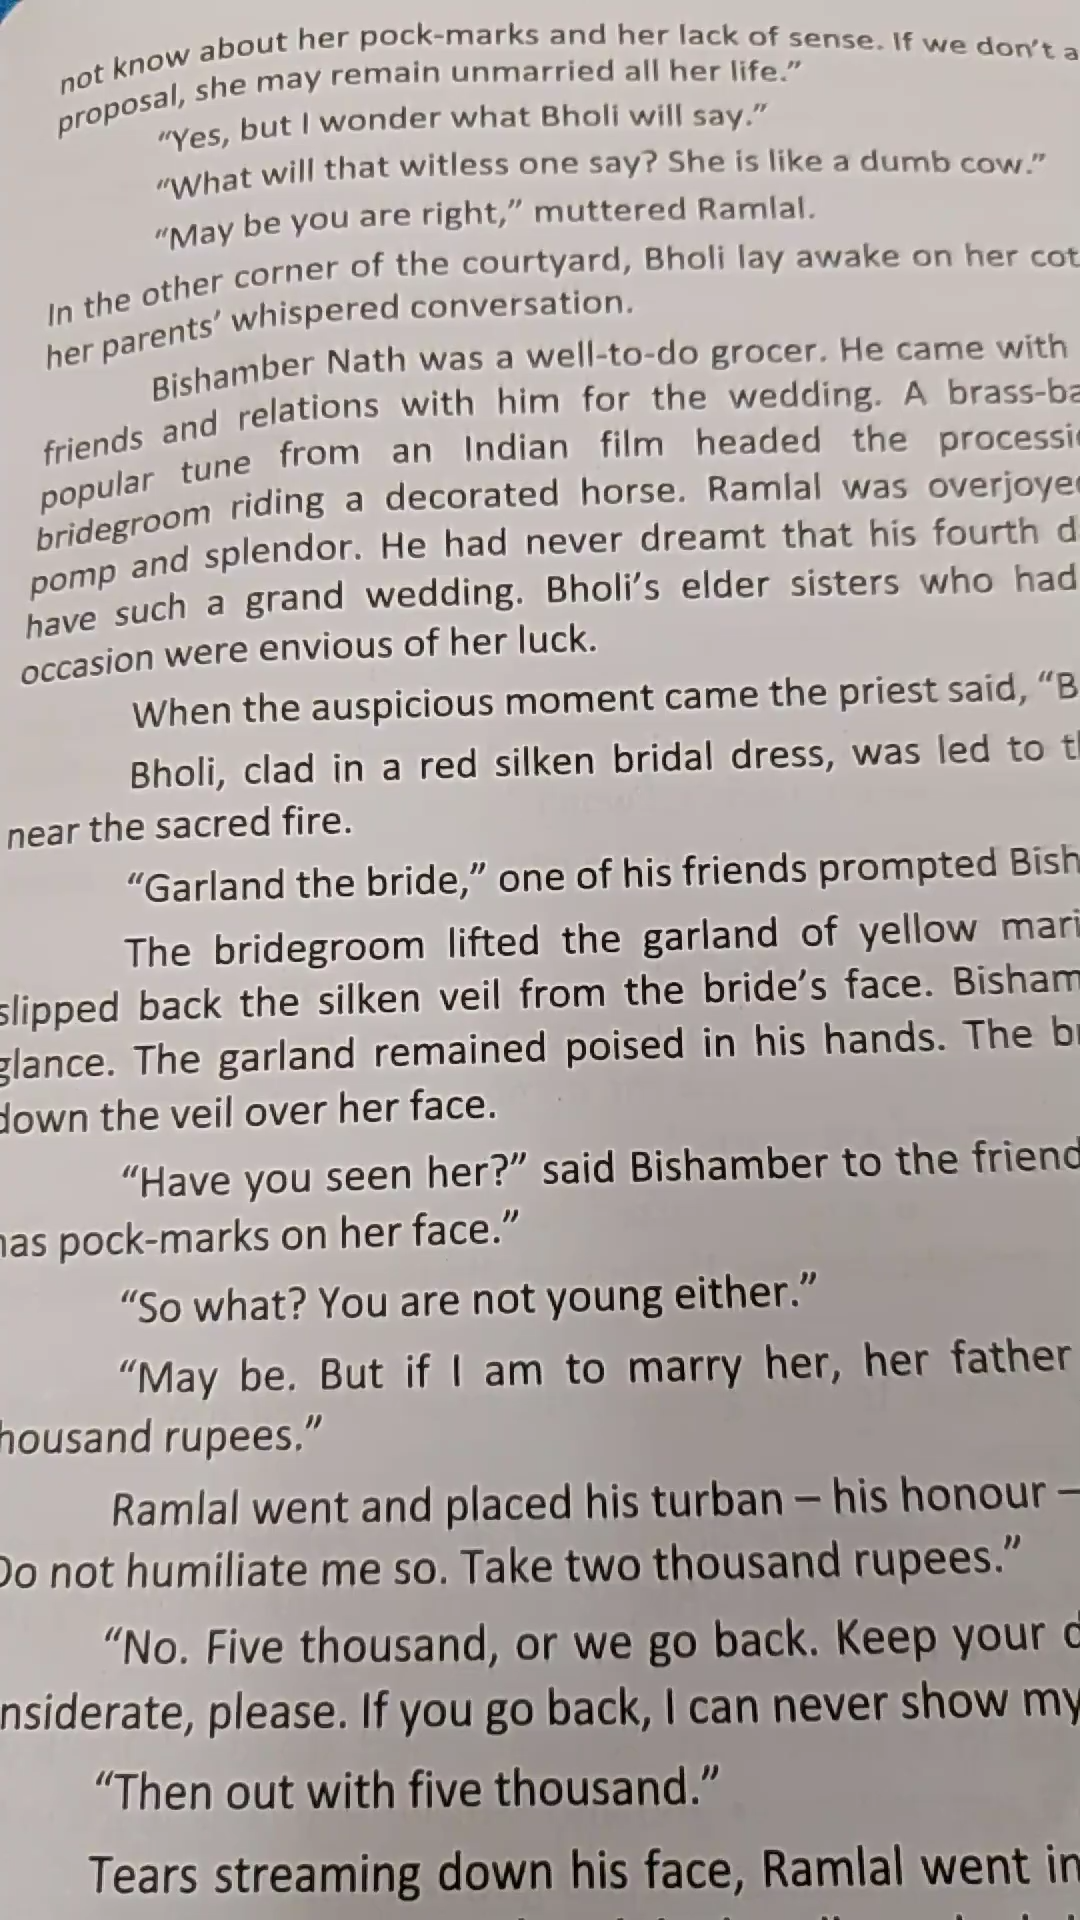 not know about her pock-marks and her lack of sense. If we don't a
proposal, she may remain unmarried all her life."
"Yes, but I wonder what Bholi will say."
"What will that witless one say? She is like a dumb cow."
"May be you are right," muttered Ramlal.
In the other corner of the courtyard, Bholi lay awake on her cot
her parents' whispered conversation.
Bishamber Nath was a well-to-do grocer. He came with
friends and relations with him for the wedding. A brass-ba
popular tune from an Indian film headed the processi
bridegroom riding a decorated horse. Ramlal was overjoye
pomp and splendor. He had never dreamt that his fourth d
have such a grand wedding. Bholi's elder sisters who had
occasion were envious of her luck.
When the auspicious moment came the priest said, "B
Bholi, clad in a red silken bridal dress, was led to t
near the sacred fire.
"Garland the bride," one of his friends prompted Bish
The bridegroom lifted the garland of yellow mari
slipped back the silken veil from the bride's face. Bisham
glance. The garland remained poised in his hands. The b
down the veil over her face.
"Have you seen her?" said Bishamber to the friend
has pock-marks on her face."
"So what? You are not young either."
"May be. But if I am to marry her, her father
housand rupees."
Ramlal went and placed his turban – his honour –
Do not humiliate me so. Take two thousand rupees."
"No. Five thousand, or we go back. Keep your d
nsiderate, please. If you go back, I can never show my
"Then out with five thousand."
Tears streaming down his face, Ramlal went in